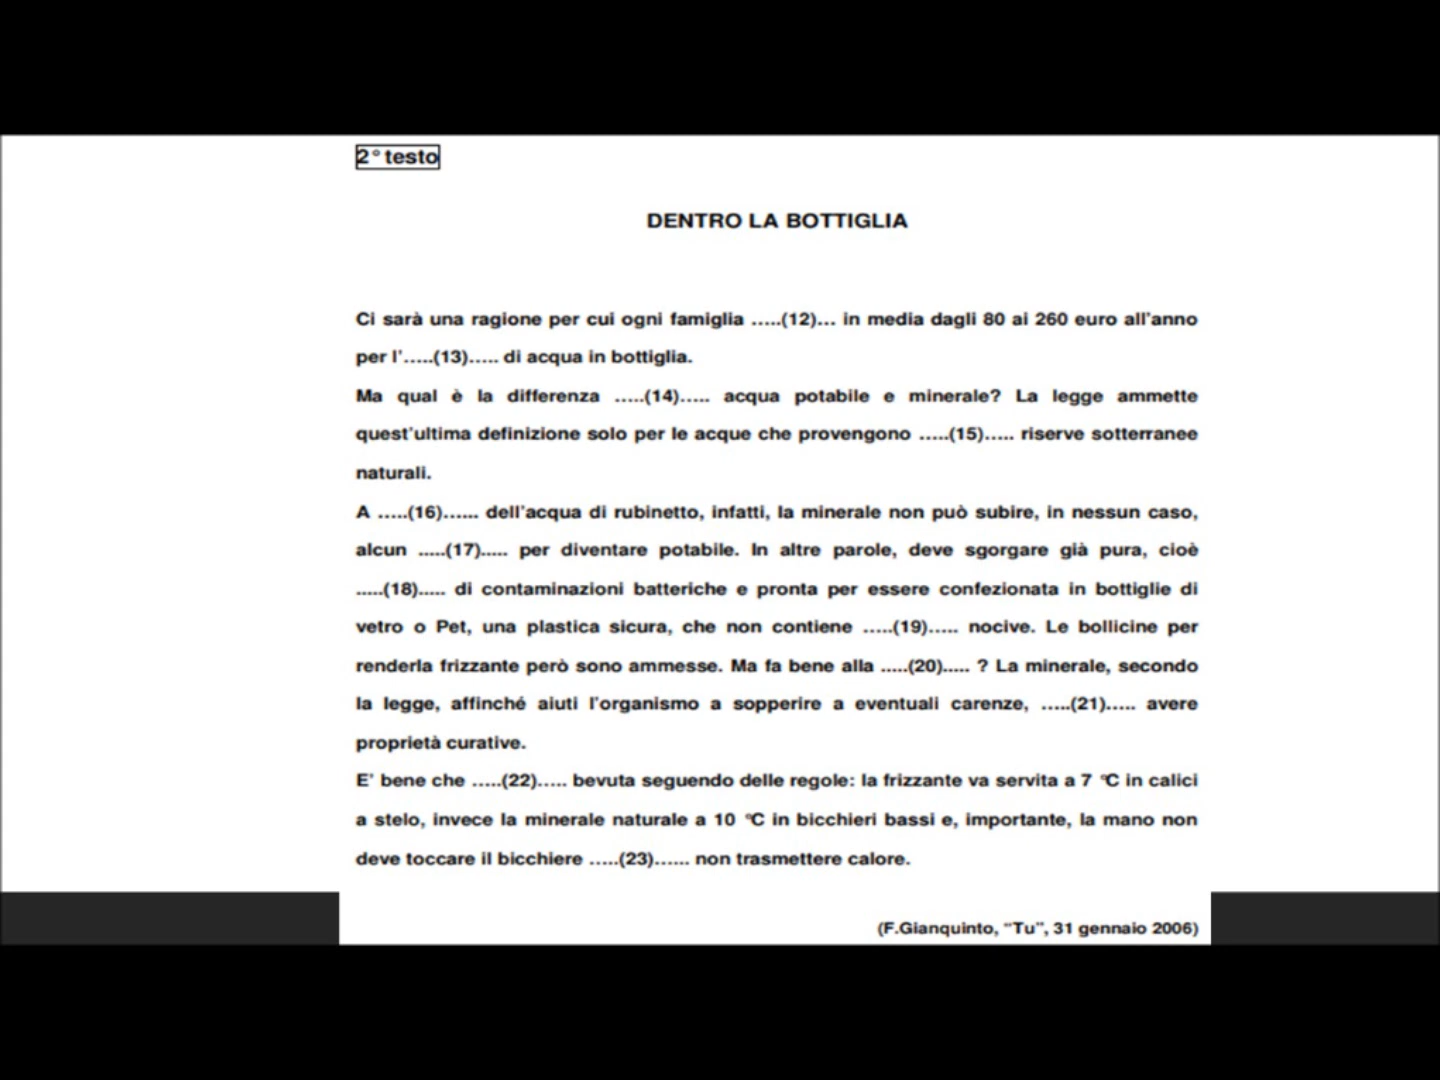 2° testo
DENTRO LA BOTTIGLIA
Ci sarà una ragione per cui ogni famiglia .....(12)... in media dagli 80 ai 260 euro all'anno
per l'.....(13)..... di acqua in bottiglia.
Ma qual è la differenza .....(14)..... acqua potabile e minerale? La legge ammette
quest'ultima definizione solo per le acque che provengono .....(15)..... riserve sotterranee
naturali.
A .....(16)...... dell'acqua di rubinetto, infatti, la minerale non può subire, in nessun caso,
alcun .....(17)..... per diventare potabile. In altre parole, deve sgorgare già pura, cioè
.....(18)..... di contaminazioni batteriche e pronta per essere confezionata in bottiglie di
vetro o Pet, una plastica sicura, che non contiene .....(19)..... nocive. Le bollicine per
renderla frizzante però sono ammesse. Ma fa bene alla .....(20)..... ? La minerale, secondo
la legge, affinché aiuti l'organismo a sopperire a eventuali carenze, .....(21)..... avere
proprietà curative.
E' bene che .....(22)..... bevuta seguendo delle regole: la frizzante va servita a 7 °C in calici
a stelo, invece la minerale naturale a 10 °C in bicchieri bassi e, importante, la mano non
deve toccare il bicchiere .....(23)...... non trasmettere calore.
(F.Gianquinto, "Tu", 31 gennaio 2006)